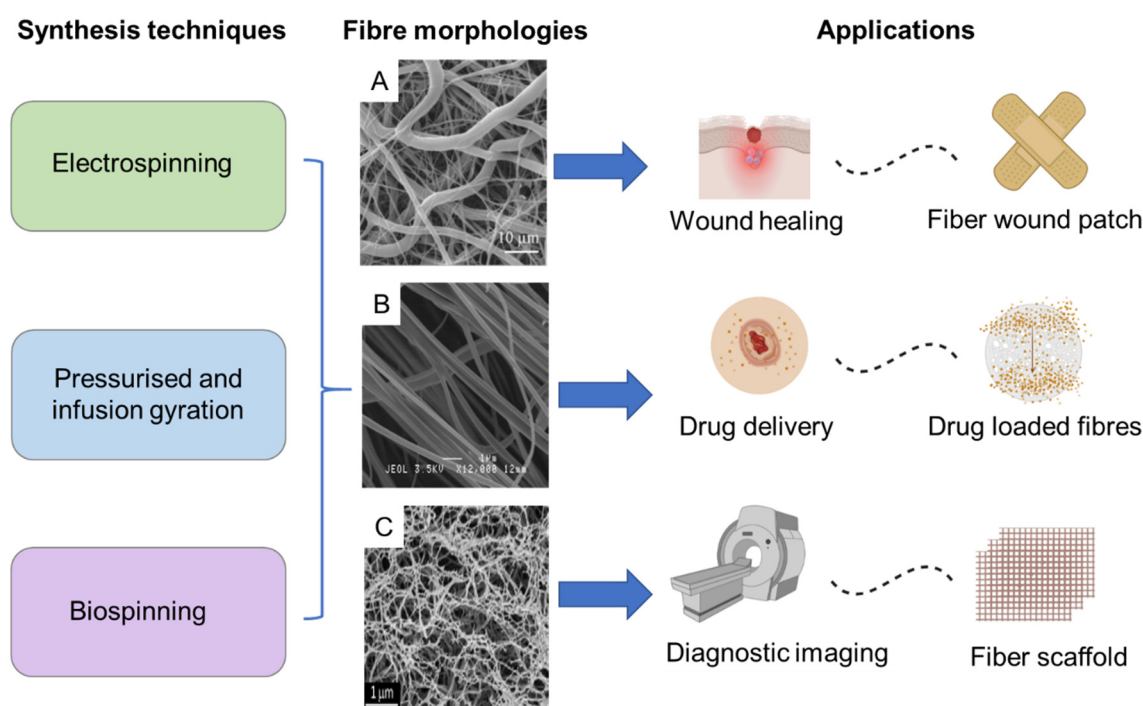 Synthesis techniques
Fibre morphologies
Applications
Electrospinning
Pressurised and
infusion gyration
Biospinning
A
10 μm
B
1μm
JEOL 3.5KV X12,000 12mm
C
1μm
Wound healing
Fiber wound patch
Drug delivery
Drug loaded fibres
Diagnostic imaging
Fiber scaffold